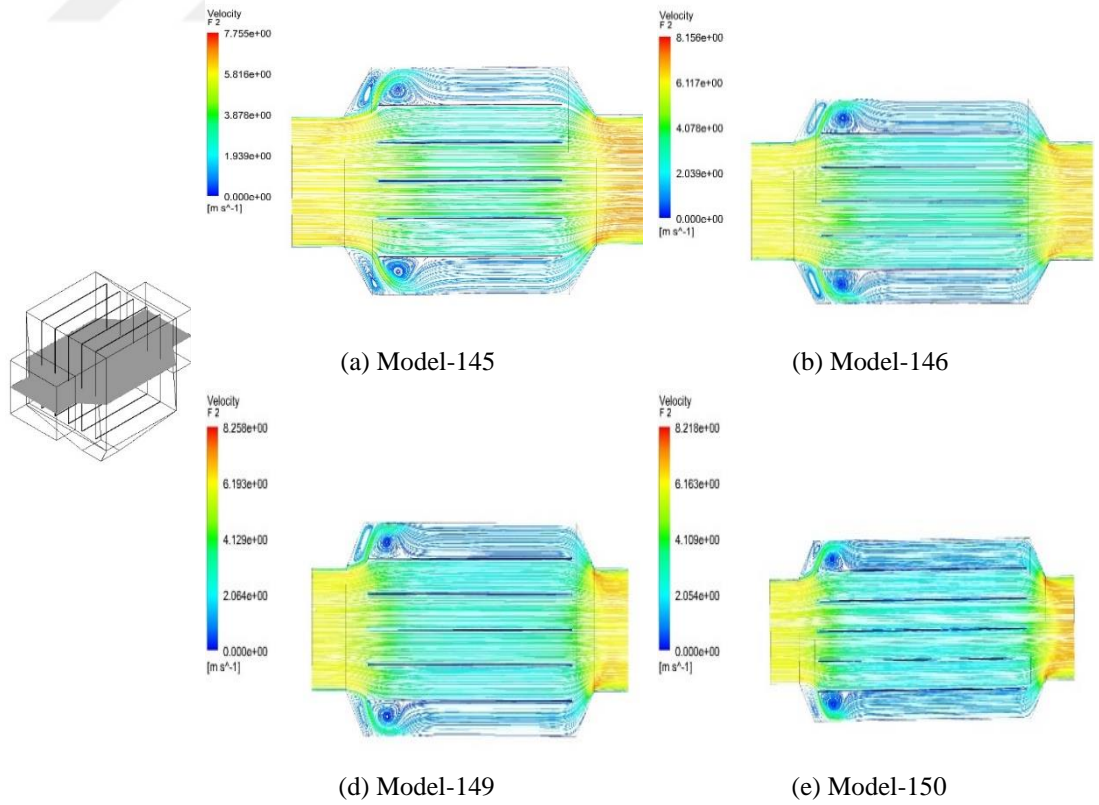 Velocity
F 2
7.755e+00
5.816e+00
3.878e+00
1.939e+00
0.000e+00
[m s^-1]
(a) Model-145
Velocity
F 2
8.156e+00
6.117e+00
4.078e+00
2.039e+00
0.000e+00
[m s^-1]
(b) Model-146
Velocity
F 2
8.258e+00
6.193e+00
4.129e+00
2.064e+00
0.000e+00
[m s^-1]
(d) Model-149
Velocity
F 2
8.218e+00
6.163e+00
4.109e+00
2.054e+00
0.000e+00
[m s^-1]
(e) Model-150